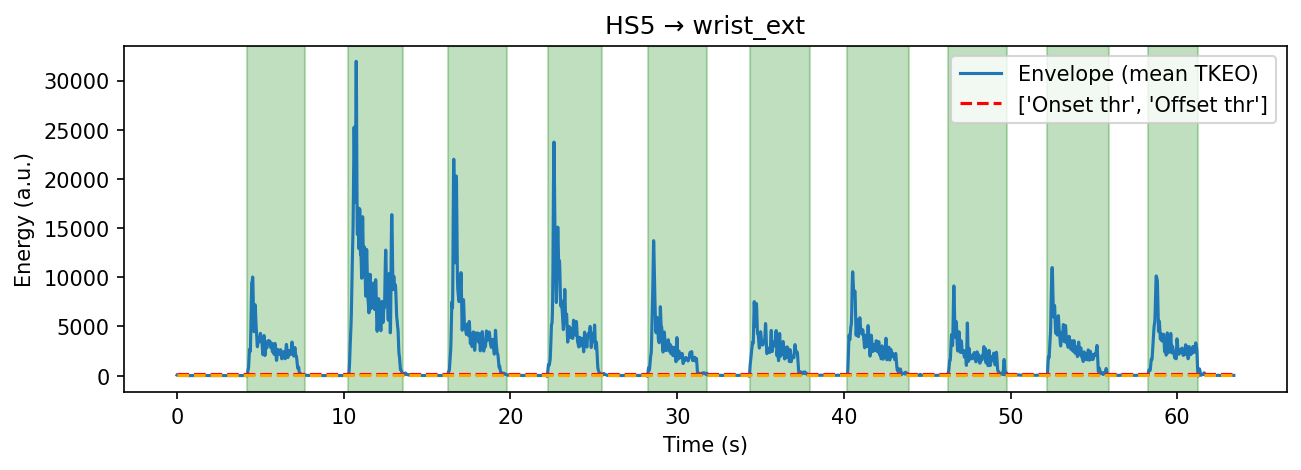 HS5 → wrist_ext
Envelope (mean TKEO)
['Onset thr', 'Offset thr']
Energy (a.u.)
30000
25000
20000
15000
10000
5000
0
0 10 20 30 40 50 60
Time (s)